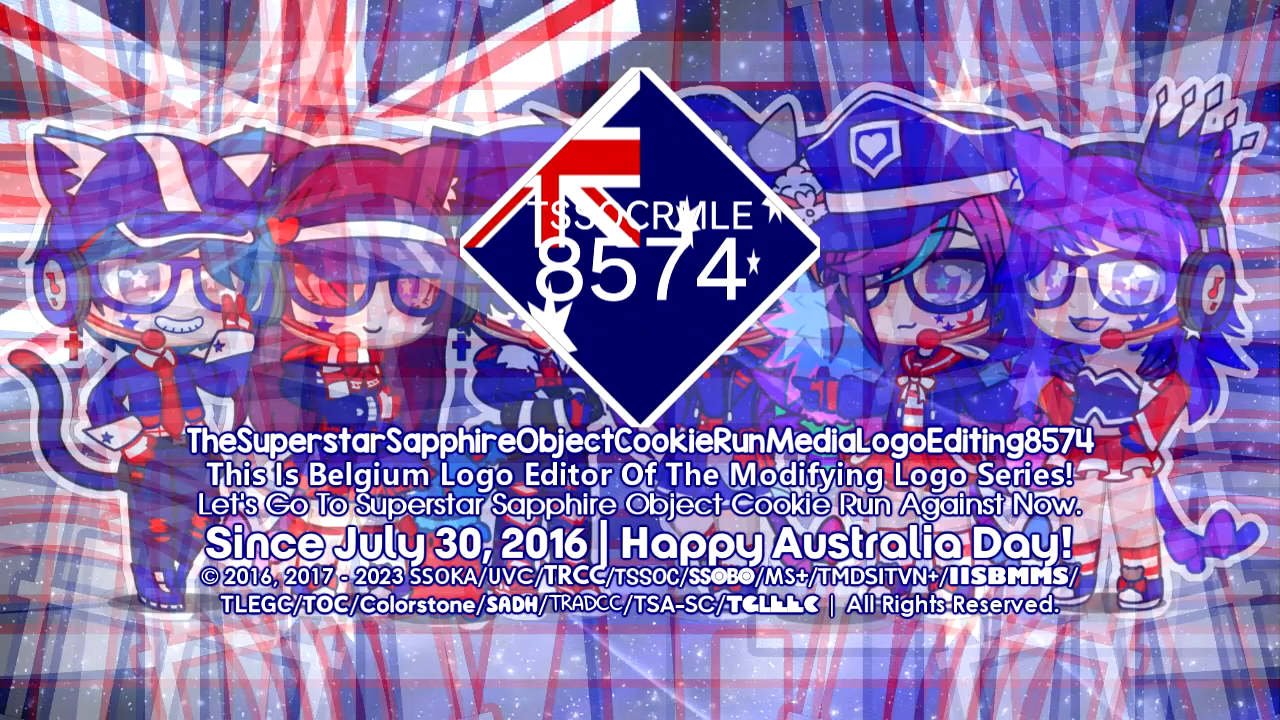 TSSOCRMLE
8574
TheSuperstarSapphireObjectCookieRunMediaLogoEditing8574
This Is Belgium Logo Editor Of The Modifying Logo Series!
Let's Go To Superstar Sapphire Object Cookie Run Against Now.
Since July 30, 2016 | Happy Australia Day!
© 2016, 2017 - 2023 SSOKA/UVC/TRCC/TSSOC/SSOBO/MS+/TMDSITVN+/IISBMMS/
TLEGC/TOC/Colorstone/SADH/TRADCC/TSA-SC/TGLEEC | All Rights Reserved.